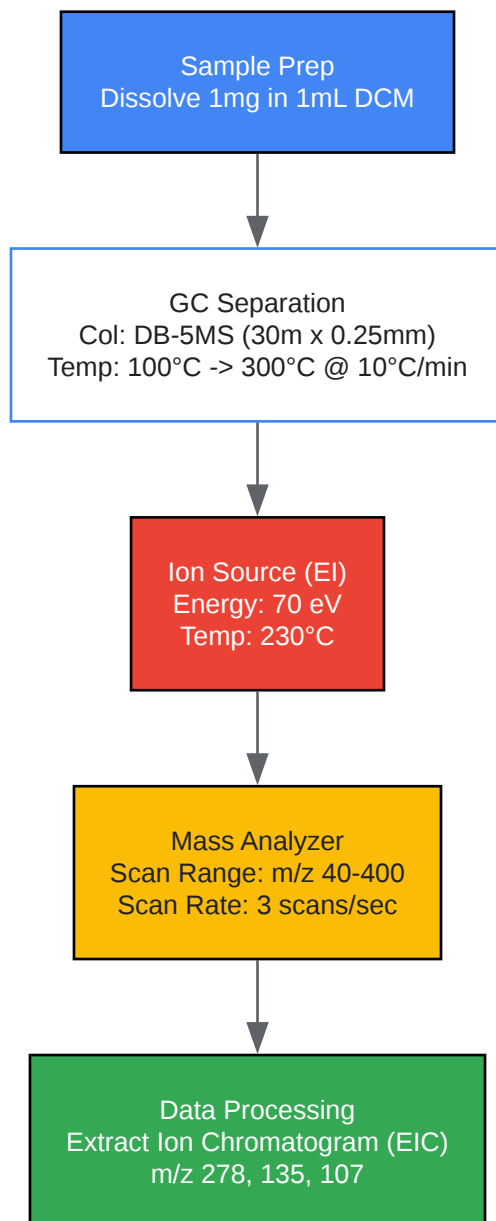 Sample Prep
Dissolve 1mg in 1mL DCM
GC Separation
Col: DB-5MS (30m x 0.25mm)
Temp: 100°C -> 300°C @ 10°C/min
Ion Source (EI)
Energy: 70 eV
Temp: 230°C
Mass Analyzer
Scan Range: m/z 40-400
Scan Rate: 3 scans/sec
Data Processing
Extract Ion Chromatogram (EIC)
m/z 278, 135, 107